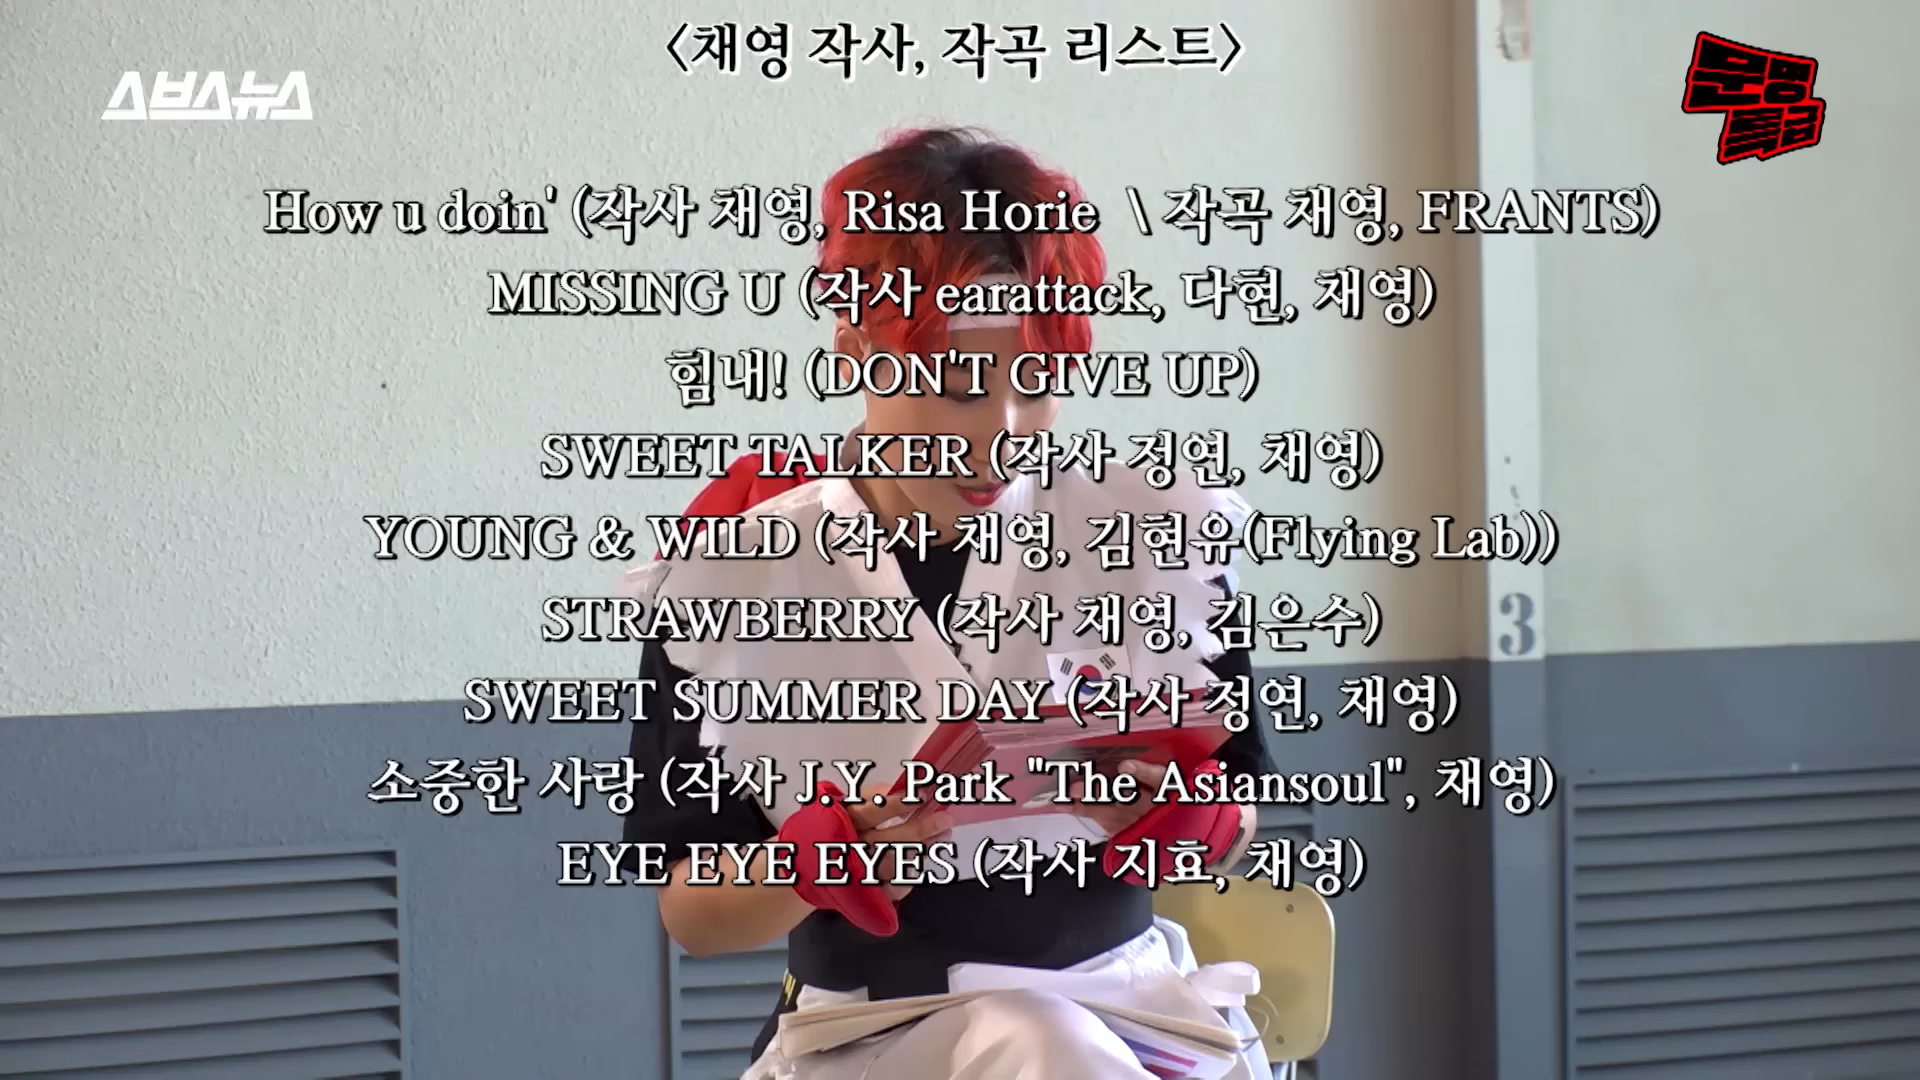 〈채영 작사, 작곡 리스트〉
스브스뉴스
문명특급
How u doin' (작사 채영, Risa Horie \ 작곡 채영, FRANTS)
MISSING U (작사 earattack, 다현, 채영)
힘내! (DON'T GIVE UP)
SWEET TALKER (작사 정연, 채영)
YOUNG & WILD (작사 채영, 김현유(Flying Lab))
STRAWBERRY (작사 채영, 김은수)
3
SWEET SUMMER DAY (작사 정연, 채영)
소중한 사랑 (작사 J.Y. Park "The Asiansoul", 채영)
EYE EYE EYES (작사 지효, 채영)